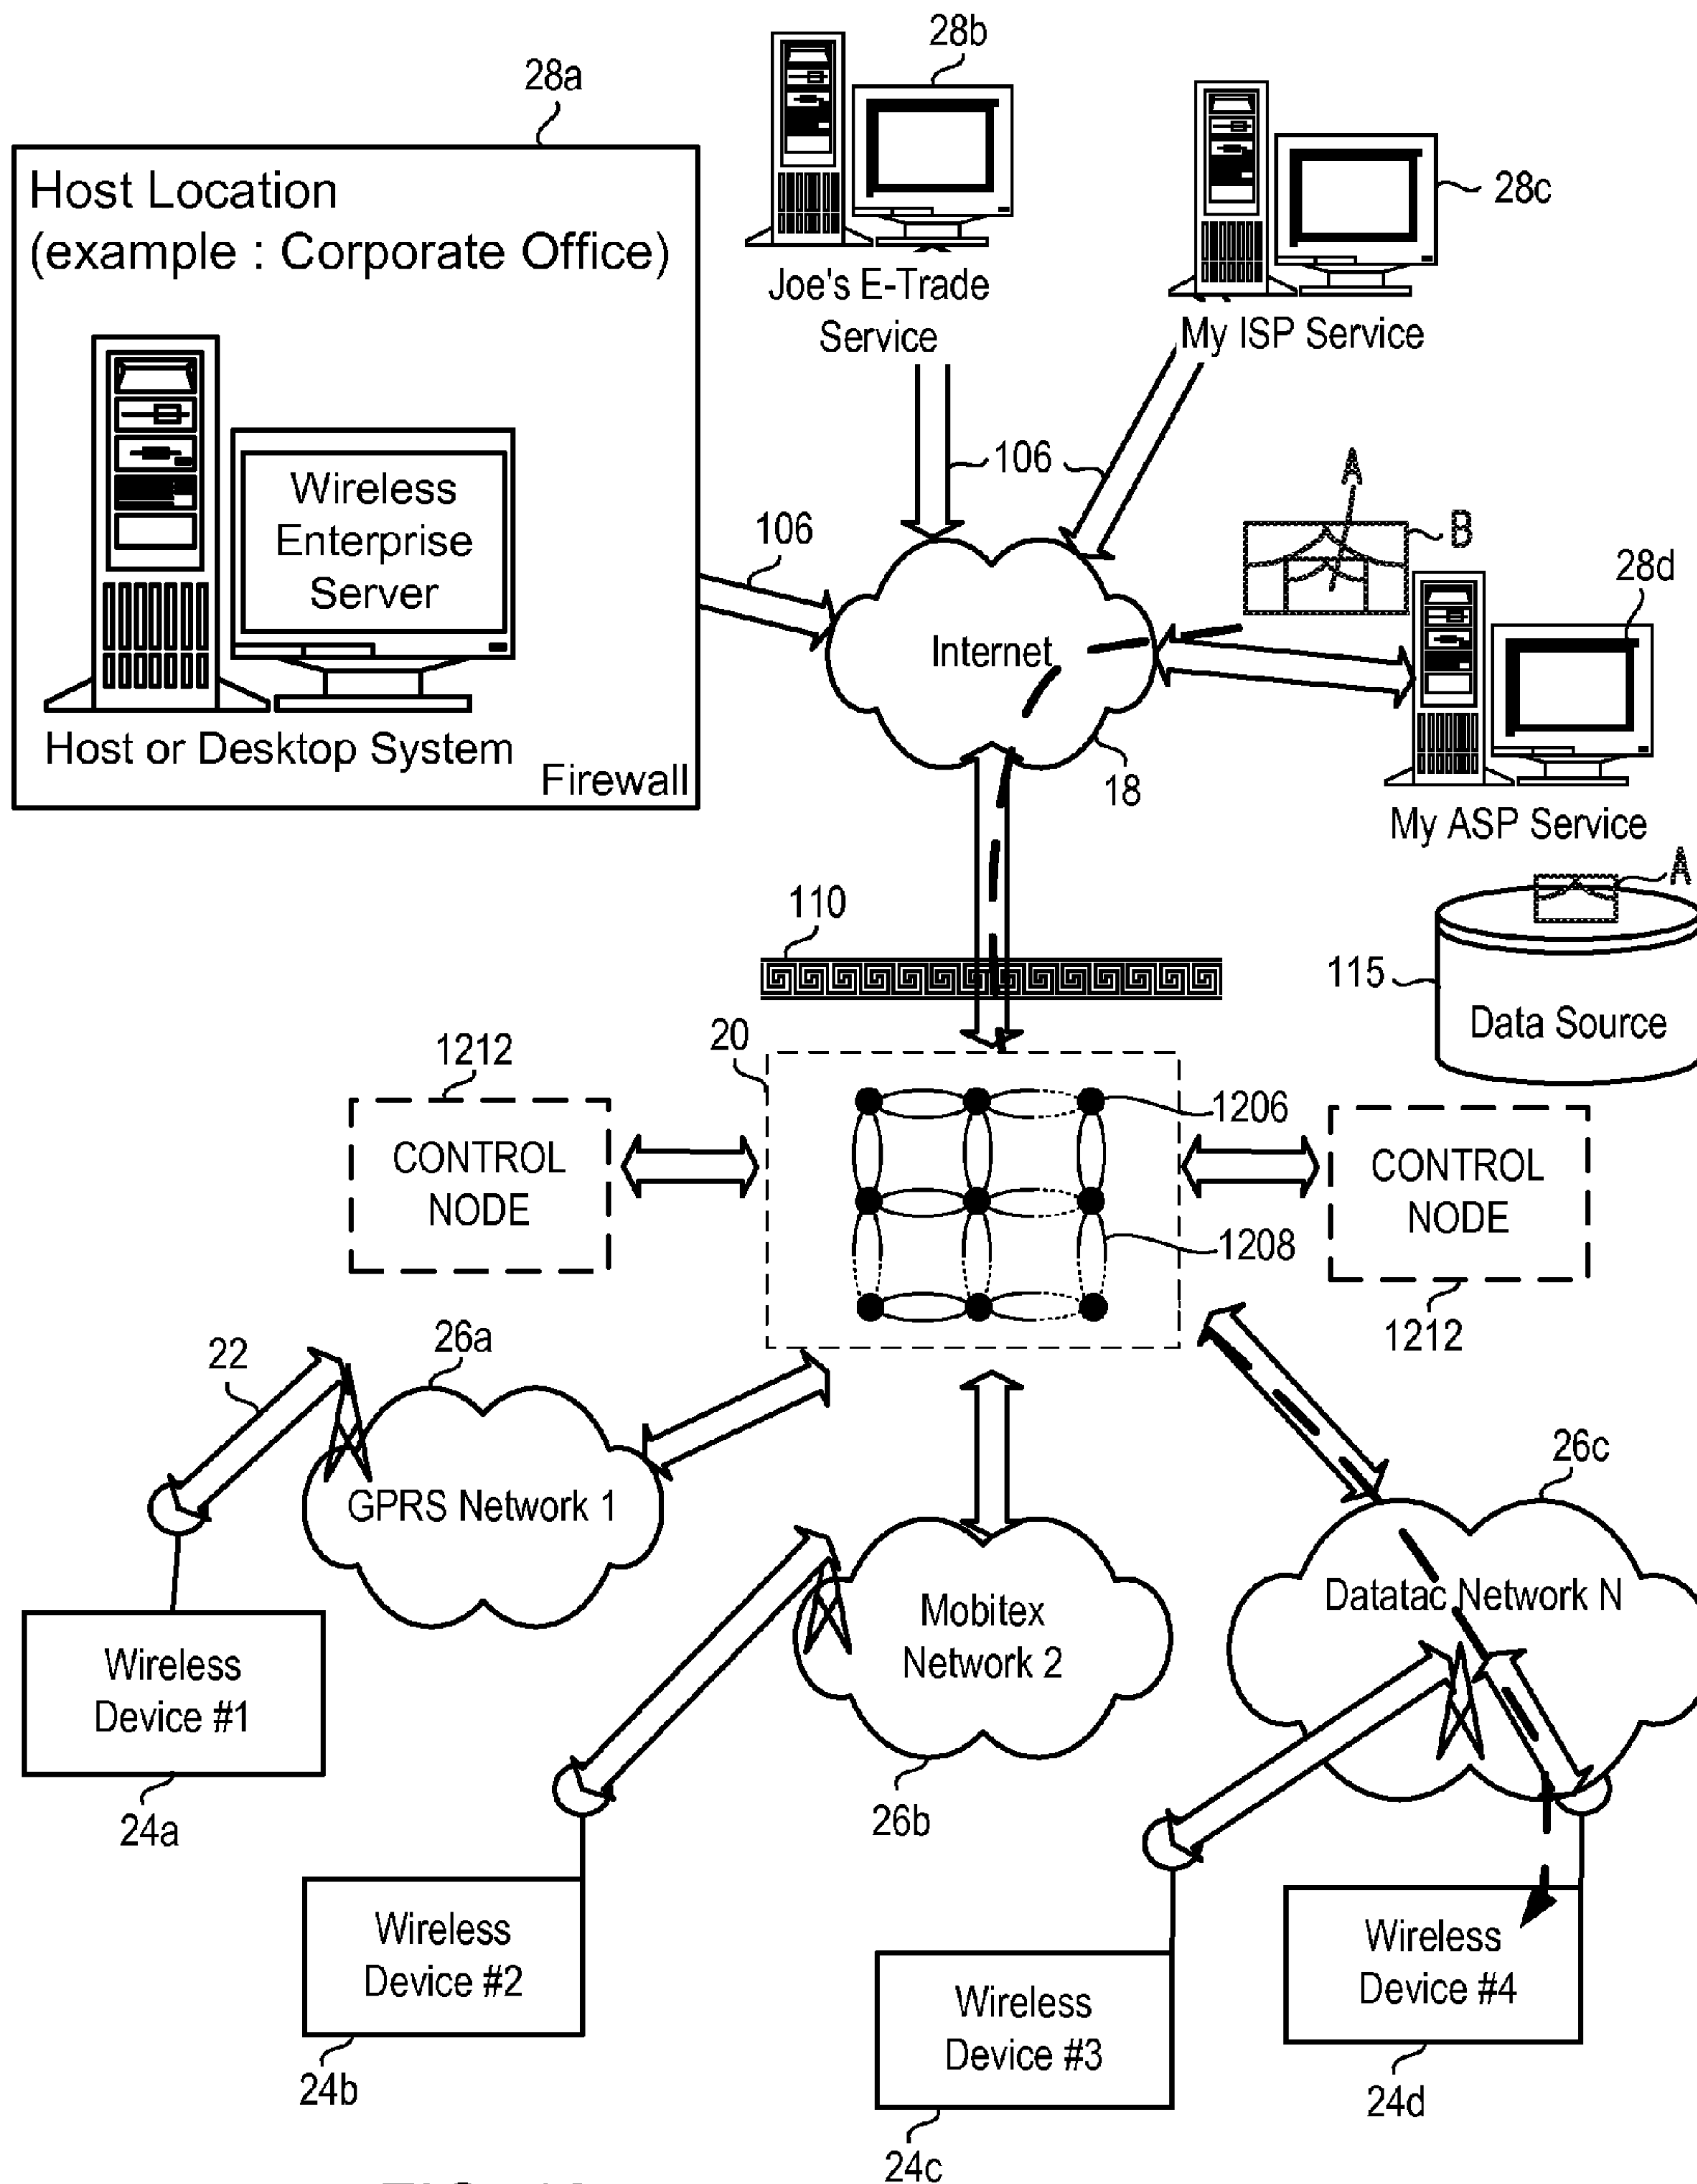 28a
28b
28c
Host Location
(example : Corporate Office)
Wireless
Enterprise
Server
Host or Desktop System
Firewall
Joe's E-Trade
Service
My ISP Service
106
106
A
B
28d
Internet
18
My ASP Service
A
110
115
Data Source
20
1212
CONTROL
NODE
1206
1208
CONTROL
NODE
1212
22
26a
GPRS Network 1
26c
Datatac Network N
Mobitex
Network 2
26b
Wireless
Device #1
24a
Wireless
Device #2
24b
Wireless
Device #3
24c
Wireless
Device #4
24d